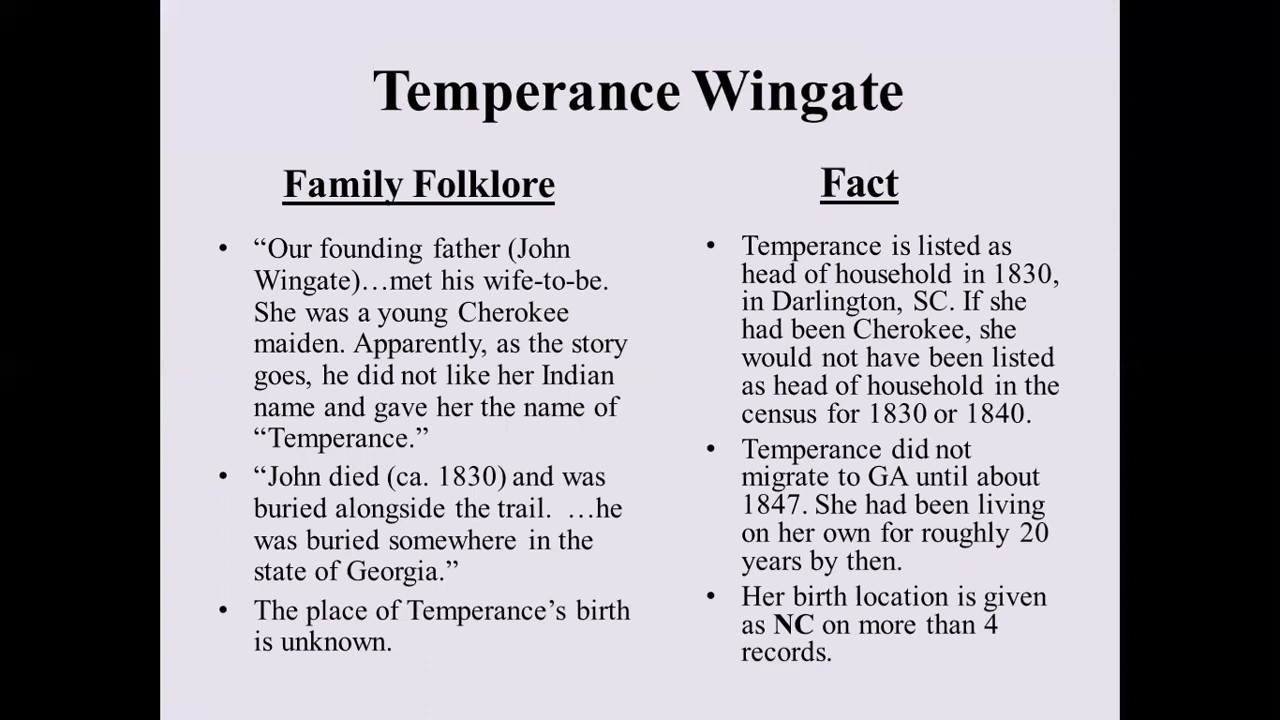 Temperance Wingate
Family Folklore
• “Our founding father (John
Wingate)…met his wife-to-be.
She was a young Cherokee
maiden. Apparently, as the story
goes, he did not like her Indian
name and gave her the name of
“Temperance.”
• “John died (ca. 1830) and was
buried alongside the trail. …he
was buried somewhere in the
state of Georgia.”
• The place of Temperance’s birth
is unknown.
Fact
• Temperance is listed as
head of household in 1830,
in Darlington, SC. If she
had been Cherokee, she
would not have been listed
as head of household in the
census for 1830 or 1840.
• Temperance did not
migrate to GA until about
1847. She had been living
on her own for roughly 20
years by then.
• Her birth location is given
as NC on more than 4
records.